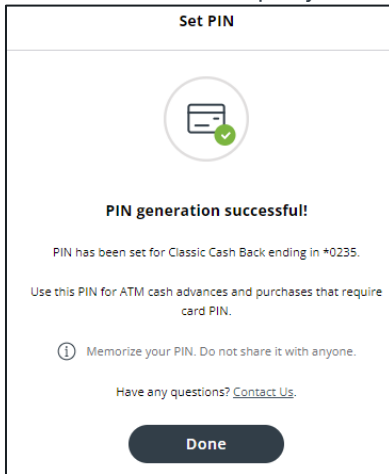 Set PIN
PIN generation successful!
PIN has been set for Classic Cash Back ending in *0235.
Use this PIN for ATM cash advances and purchases that require
card PIN.
Memorize your PIN. Do not share it with anyone.
Have any questions? Contact Us.
Done